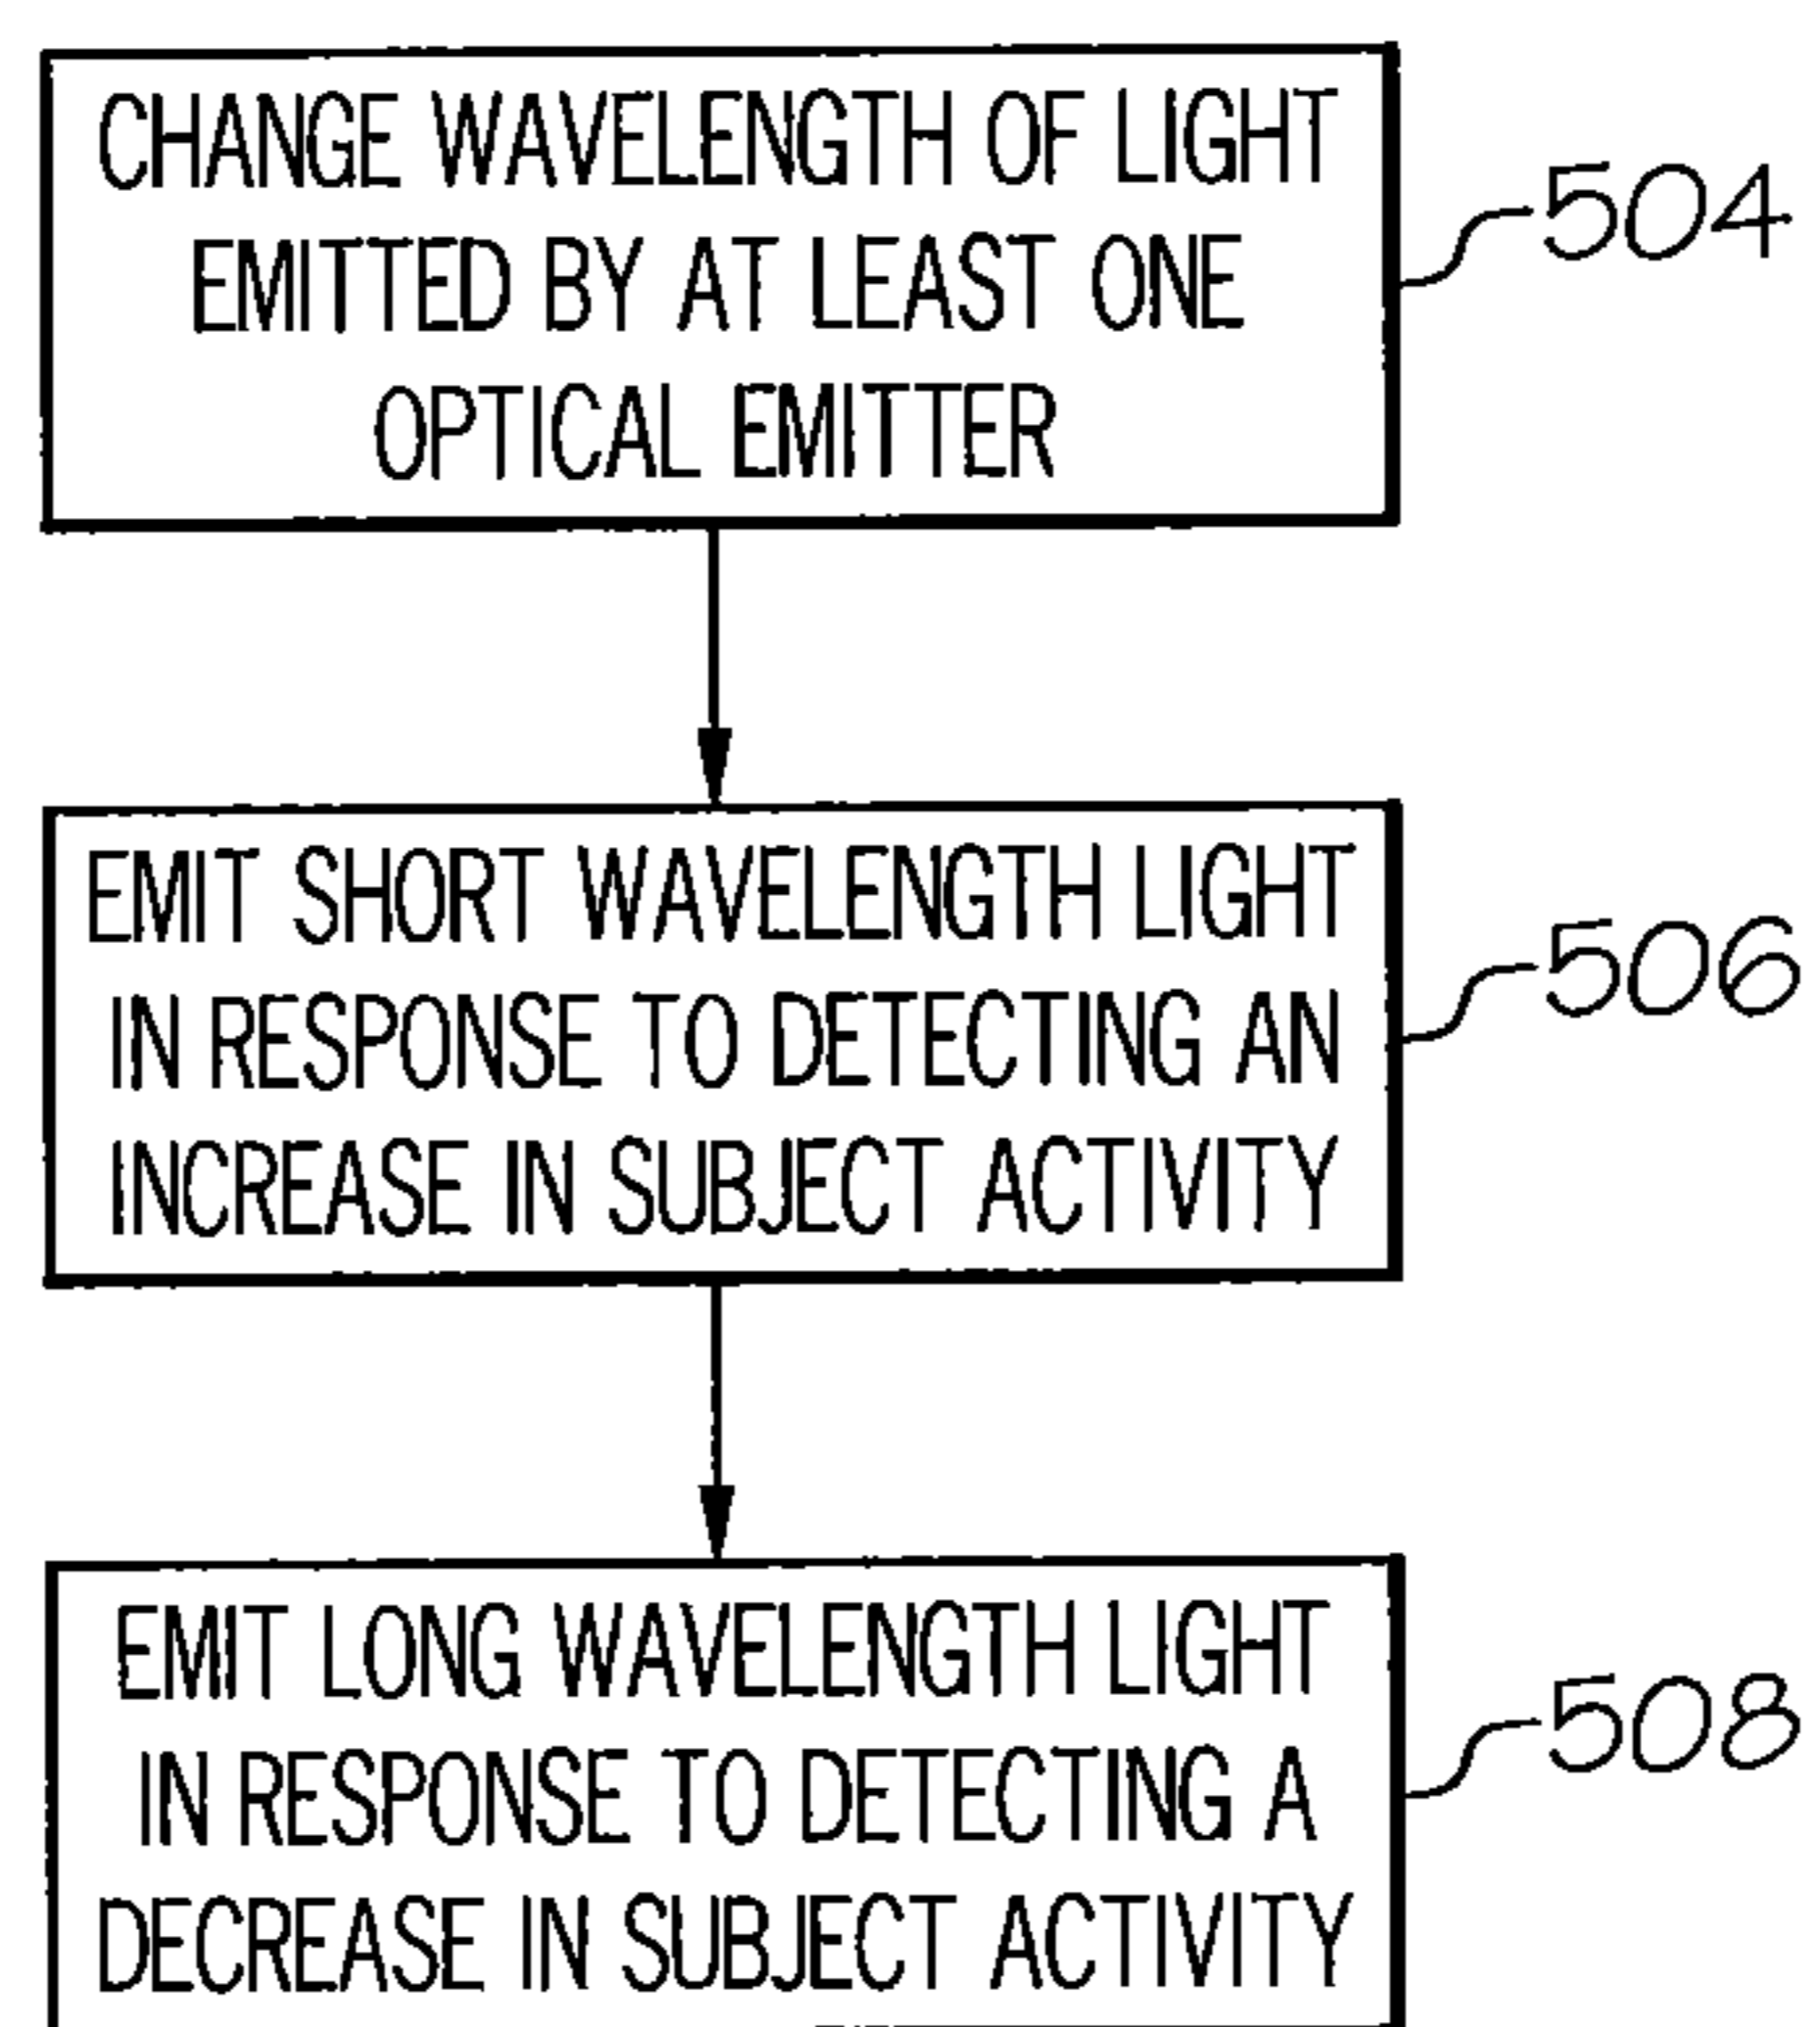 CHANGE WAVELENGTH OF LIGHT
EMITTED BY AT LEAST ONE
OPTICAL EMITTER
504
EMIT SHORT WAVELENGTH LIGHT
IN RESPONSE TO DETECTING AN
INCREASE IN SUBJECT ACTIVITY
506
EMIT LONG WAVELENGTH LIGHT
IN RESPONSE TO DETECTING A
DECREASE IN SUBJECT ACTIVITY
508